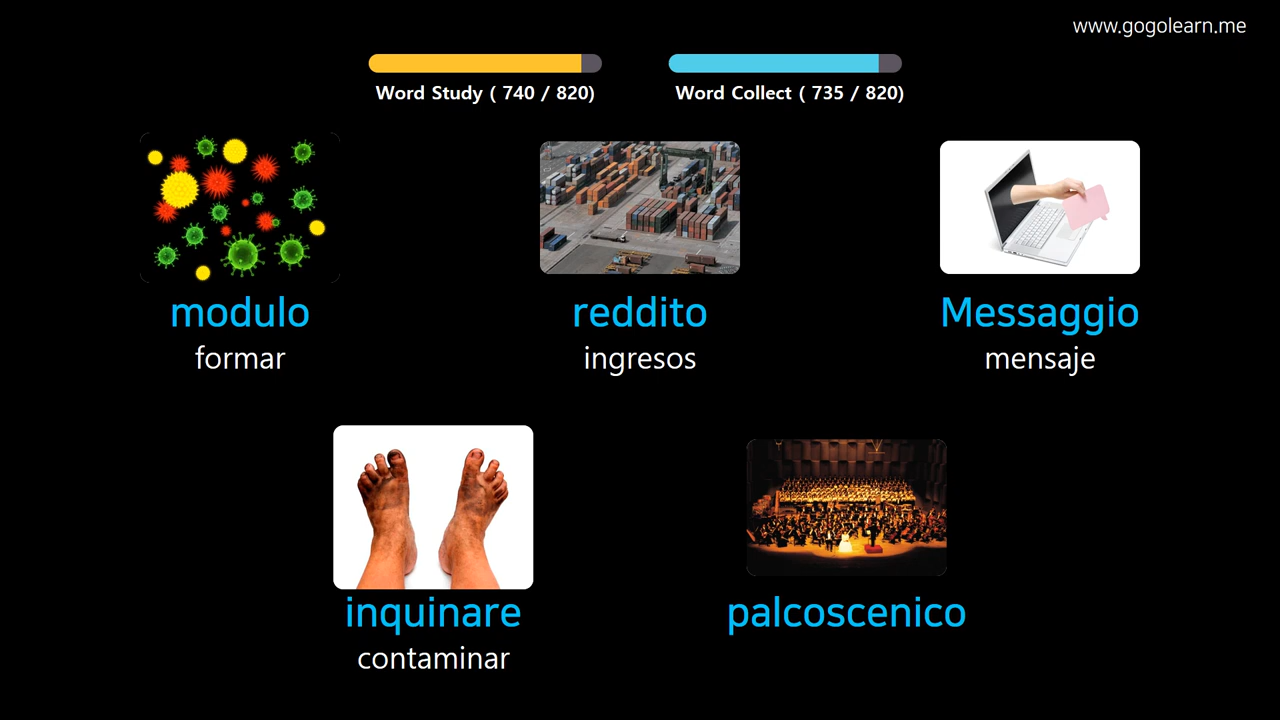 www.gogolearn.me
Word Study ( 740 / 820)
Word Collect ( 735 / 820)
modulo
formar
reddito
ingresos
Messaggio
mensaje
inquinare
contaminar
palcoscenico